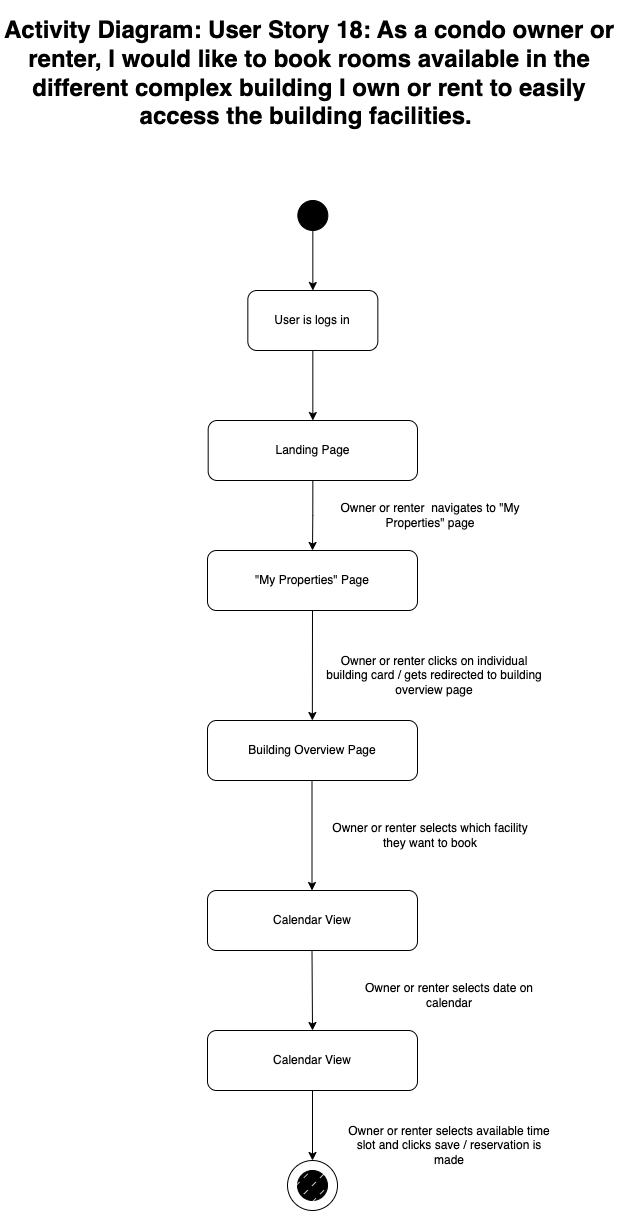 Activity Diagram: User Story 18: As a condo owner or
renter, I would like to book rooms available in the
different complex building I own or rent to easily
access the building facilities.
User is logs in
Landing Page
Owner or renter  navigates to "My
Properties" page
"My Properties" Page
Owner or renter clicks on individual
building card / gets redirected to building
overview page
Building Overview Page
Owner or renter selects which facility
they want to book
Calendar View
Owner or renter selects date on
calendar
Calendar View
Owner or renter selects available time
slot and clicks save / reservation is
made